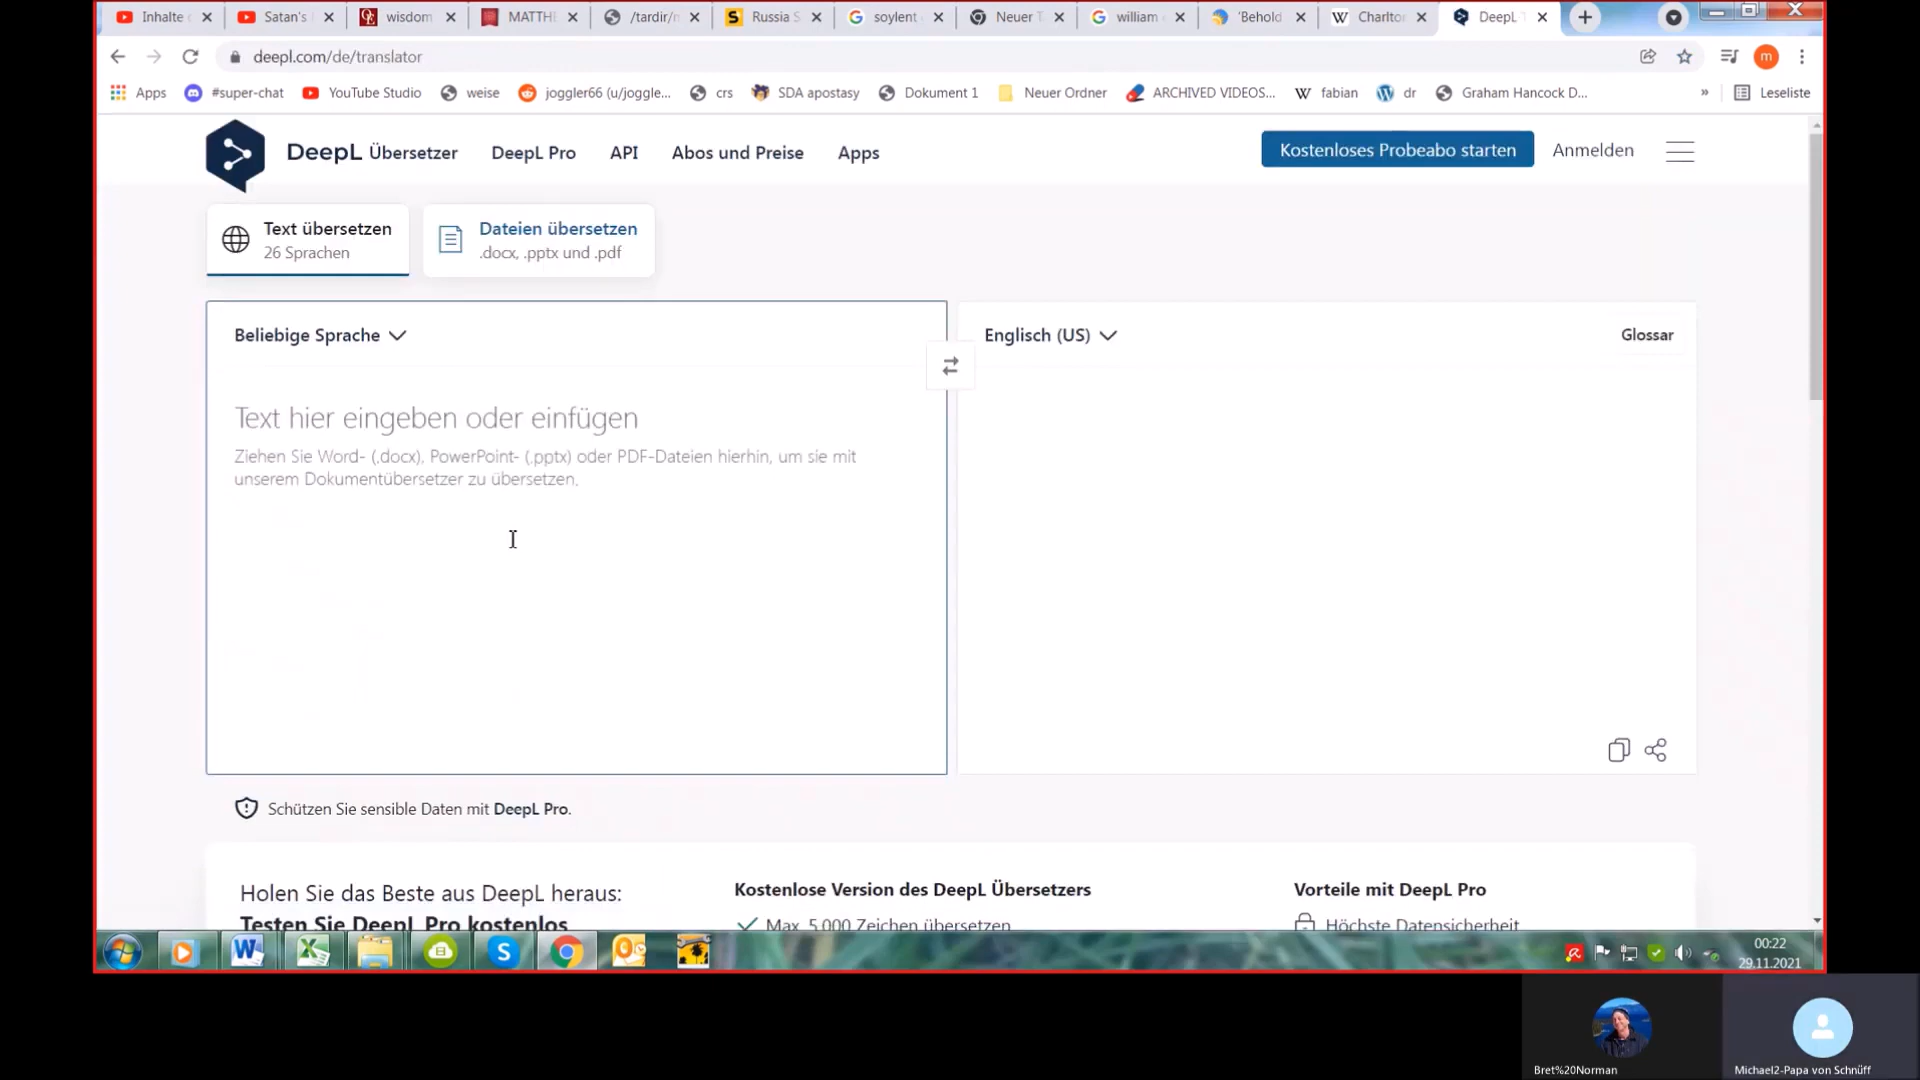 Inhalte
Satan's
wisdom
MATTHE
/tardir/
Russia S
soylent
Neuer T
william
'Behold
Charlto
DeepL
deepl.com/de/translator
m
Apps
#super-chat
YouTube Studio
weise
joggler66 (u/joggle...
crs
SDA apostasy
Dokument 1
Neuer Ordner
ARCHIVED VIDEOS...
fabian
dr
Graham Hancock D...
»
Leseliste
DeepL Übersetzer
DeepL Pro
API
Abos und Preise
Apps
Kostenloses Probeabo starten
Anmelden
Text übersetzen
26 Sprachen
Dateien übersetzen
.docx, .pptx und .pdf
Beliebige Sprache
Englisch (US)
Glossar
Text hier eingeben oder einfügen
Ziehen Sie Word- (.docx), PowerPoint- (.pptx) oder PDF-Dateien hierhin, um sie mit
unserem Dokumentübersetzer zu übersetzen.
Schützen Sie sensible Daten mit DeepL Pro.
Holen Sie das Beste aus DeepL heraus:
Testen Sie DeepL Pro kostenlos
Kostenlose Version des DeepL Übersetzers
Max. 5.000 Zeichen übersetzen
Vorteile mit DeepL Pro
Höchste Datensicherheit
00:22
29.11.2021
Bret%20Norman
Michael2-Papa von Schnüff